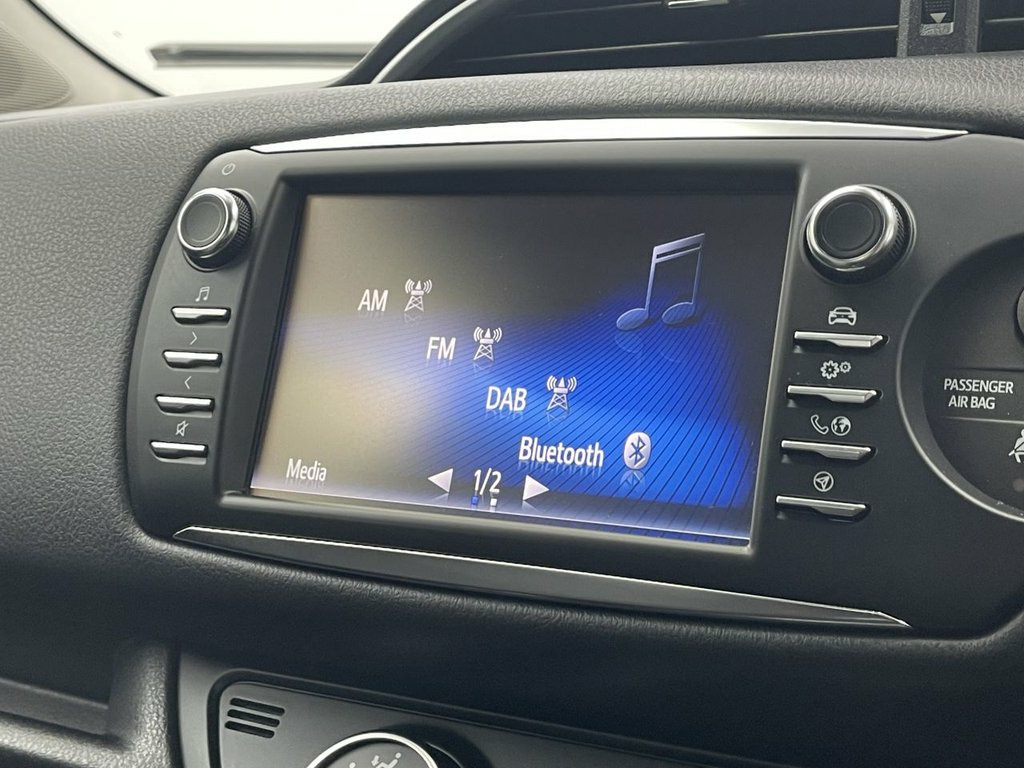 AM
FM
DAB
Bluetooth
Media
1/2
PASSENGER
AIR BAG